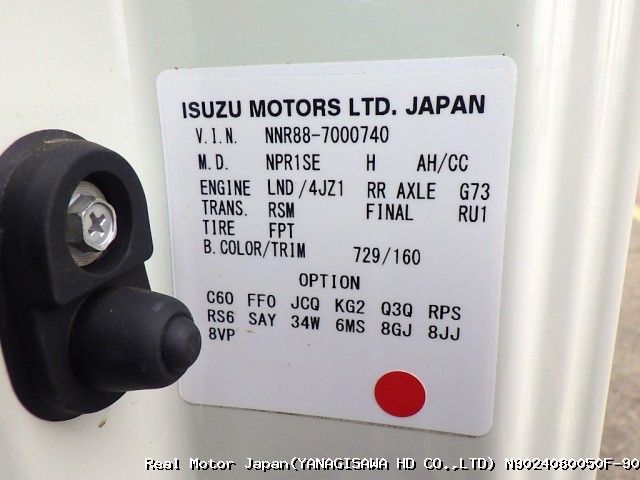 ISUZU MOTORS LTD. JAPAN
V.I.N. NNR88-7000740
M.D. NPR1SE H AH/CC
ENGINE LND/4JZ1 RR AXLE G73
TRANS. RSM FINAL RU1
TIRE FPT
B.COLOR/TRIM 729/160
OPTION
C60 FF0 JCQ KG2 Q3Q RPS
RS6 SAY 34W 6MS 8GJ 8JJ
8VP
Real Motor Japan(YANAGISAWA HD CO.,LTD) N9024080050F-90